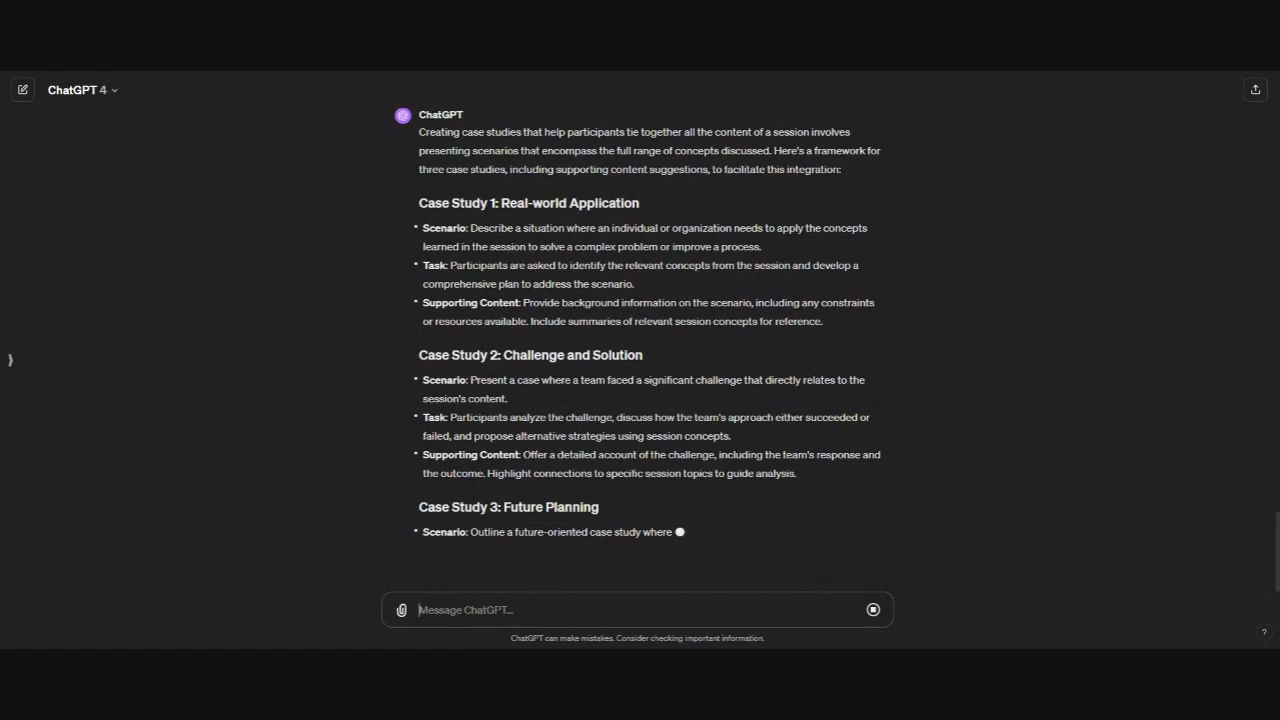 ChatGPT 4
ChatGPT
Creating case studies that help participants tie together all the content of a session involves
presenting scenarios that encompass the full range of concepts discussed. Here's a framework for
three case studies, including supporting content suggestions, to facilitate this integration:
Case Study 1: Real-world Application
• Scenario: Describe a situation where an individual or organization needs to apply the concepts
learned in the session to solve a complex problem or improve a process.
• Task: Participants are asked to identify the relevant concepts from the session and develop a
comprehensive plan to address the scenario.
• Supporting Content: Provide background information on the scenario, including any constraints
or resources available. Include summaries of relevant session concepts for reference.
Case Study 2: Challenge and Solution
• Scenario: Present a case where a team faced a significant challenge that directly relates to the
session's content.
• Task: Participants analyze the challenge, discuss how the team's approach either succeeded or
failed, and propose alternative strategies using session concepts.
• Supporting Content: Offer a detailed account of the challenge, including the team's response and
the outcome. Highlight connections to specific session topics to guide analysis.
Case Study 3: Future Planning
• Scenario: Outline a future-oriented case study where
Message ChatGPT...
ChatGPT can make mistakes. Consider checking important information.
?